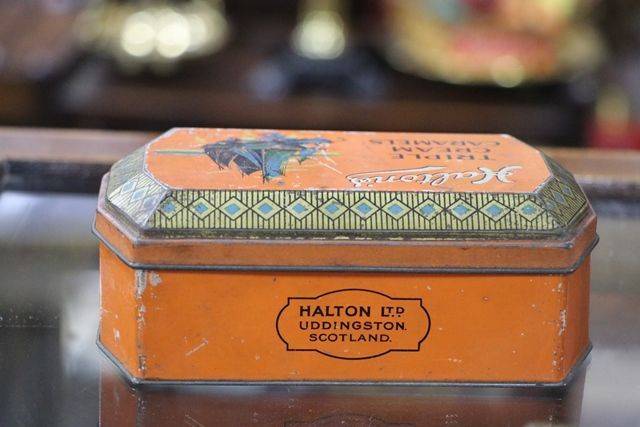 Halton's
TRIPLE
CREAM
CARAMELS
HALTON LTD
UDDINGSTON.
SCOTLAND.